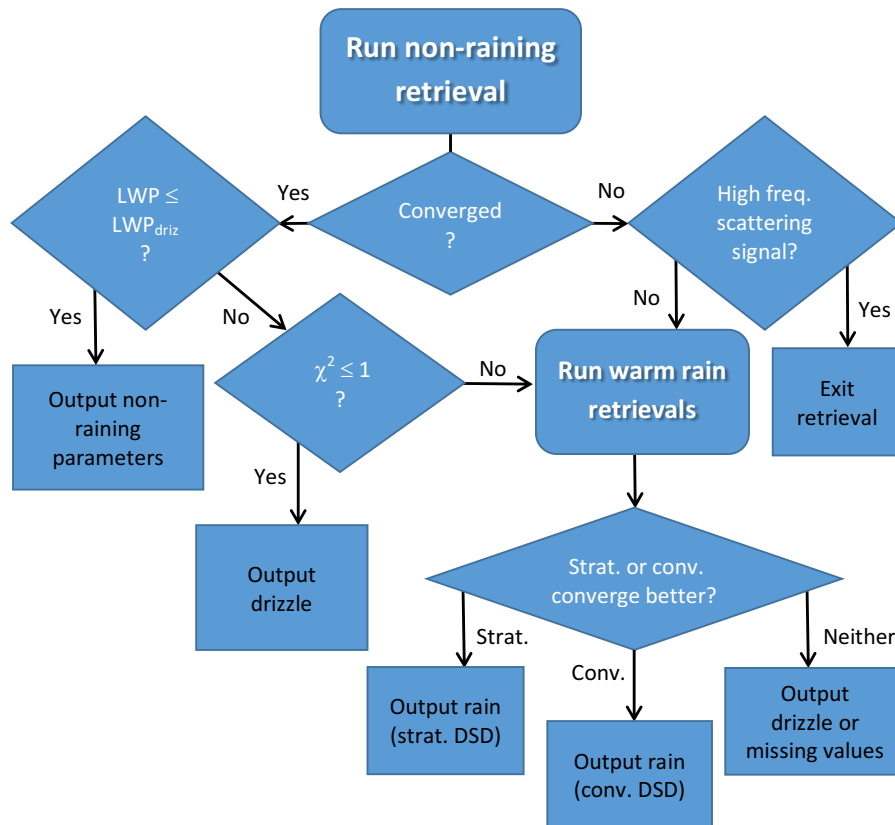 Run non-raining
retrieval
LWP ≤
LWPdriz
?
Yes
Converged
?
No
High freq.
scattering
signal?
Yes
No
No
Yes
Output non-
raining
parameters
χ² ≤ 1
?
No
Run warm rain
retrievals
Exit
retrieval
Yes
Output
drizzle
Strat. or conv.
converge better?
Strat.
Conv.
Neither
Output rain
(strat. DSD)
Output rain
(conv. DSD)
Output
drizzle or
missing values